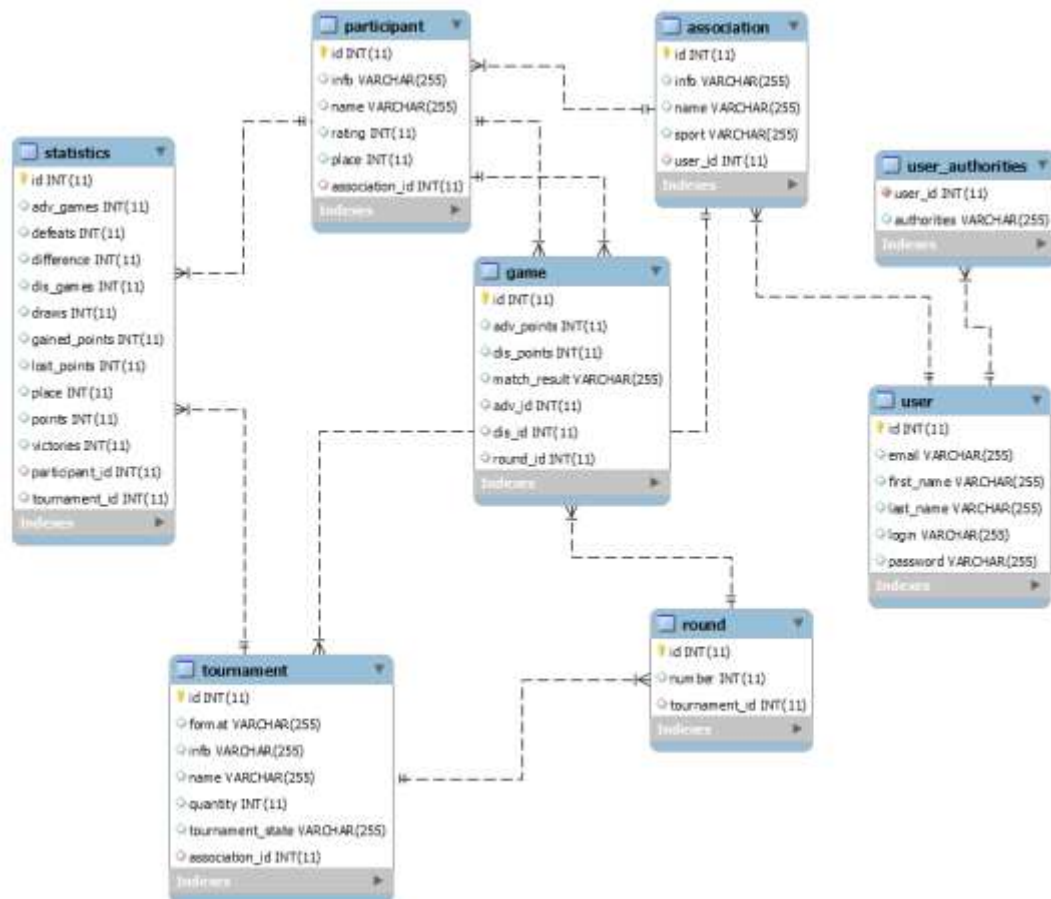 participant
id INT(11)
info VARCHAR(255)
name VARCHAR(255)
rating INT(11)
place INT(11)
association_id INT(11)
Indexes
association
id INT(11)
info VARCHAR(255)
name VARCHAR(255)
sport VARCHAR(255)
user_id INT(11)
Indexes
statistics
id INT(11)
adv_games INT(11)
defeats INT(11)
difference INT(11)
dis_games INT(11)
draws INT(11)
gained_points INT(11)
lost_points INT(11)
place INT(11)
points INT(11)
victories INT(11)
participant_id INT(11)
tournament_id INT(11)
Indexes
user_authorities
user_id INT(11)
authorities VARCHAR(255)
Indexes
game
id INT(11)
adv_points INT(11)
dis_points INT(11)
match_result VARCHAR(255)
adv_id INT(11)
dis_id INT(11)
round_id INT(11)
Indexes
user
id INT(11)
email VARCHAR(255)
first_name VARCHAR(255)
last_name VARCHAR(255)
login VARCHAR(255)
password VARCHAR(255)
Indexes
round
id INT(11)
number INT(11)
tournament_id INT(11)
Indexes
tournament
id INT(11)
format VARCHAR(255)
info VARCHAR(255)
name VARCHAR(255)
quantity INT(11)
tournament_state VARCHAR(255)
association_id INT(11)
Indexes